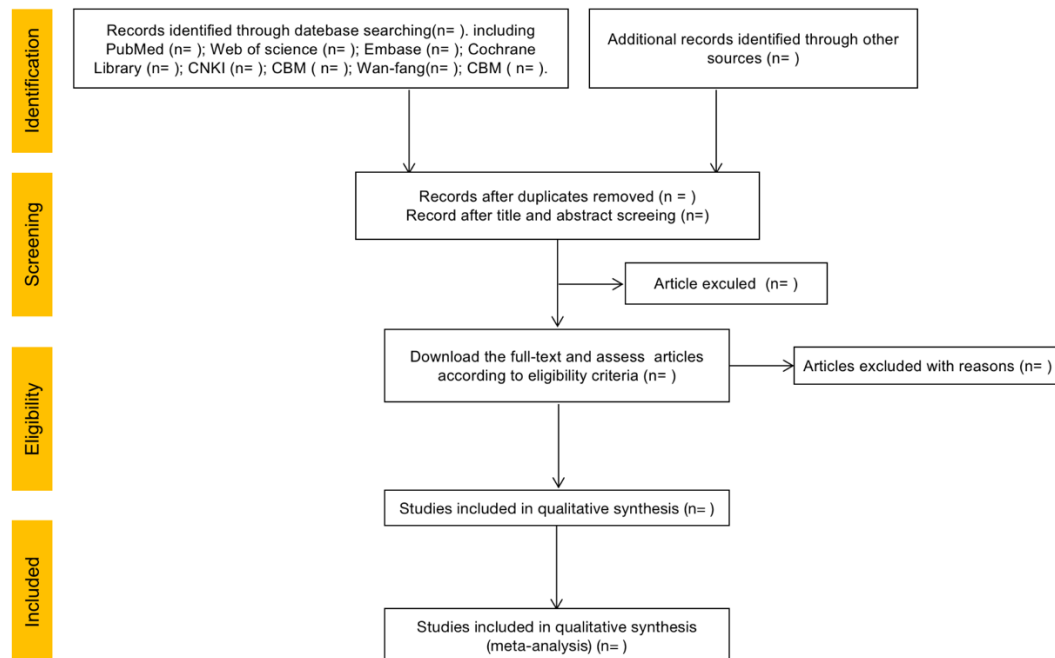 Identification
Records identified through datebase searching(n= ). including
PubMed (n= ); Web of science (n= ); Embase (n= ); Cochrane
Library (n= ); CNKI (n= ); CBM ( n= ); Wan-fang(n= ); CBM ( n= ).
Additional records identified through other
sources (n= )
Screening
Records after duplicates removed (n = )
Record after title and abstract screeing (n=)
Article exculed (n= )
Eligibility
Download the full-text and assess articles
according to eligibility criteria (n= )
Articles excluded with reasons (n= )
Included
Studies included in qualitative synthesis (n= )
Studies included in qualitative synthesis
(meta-analysis) (n= )